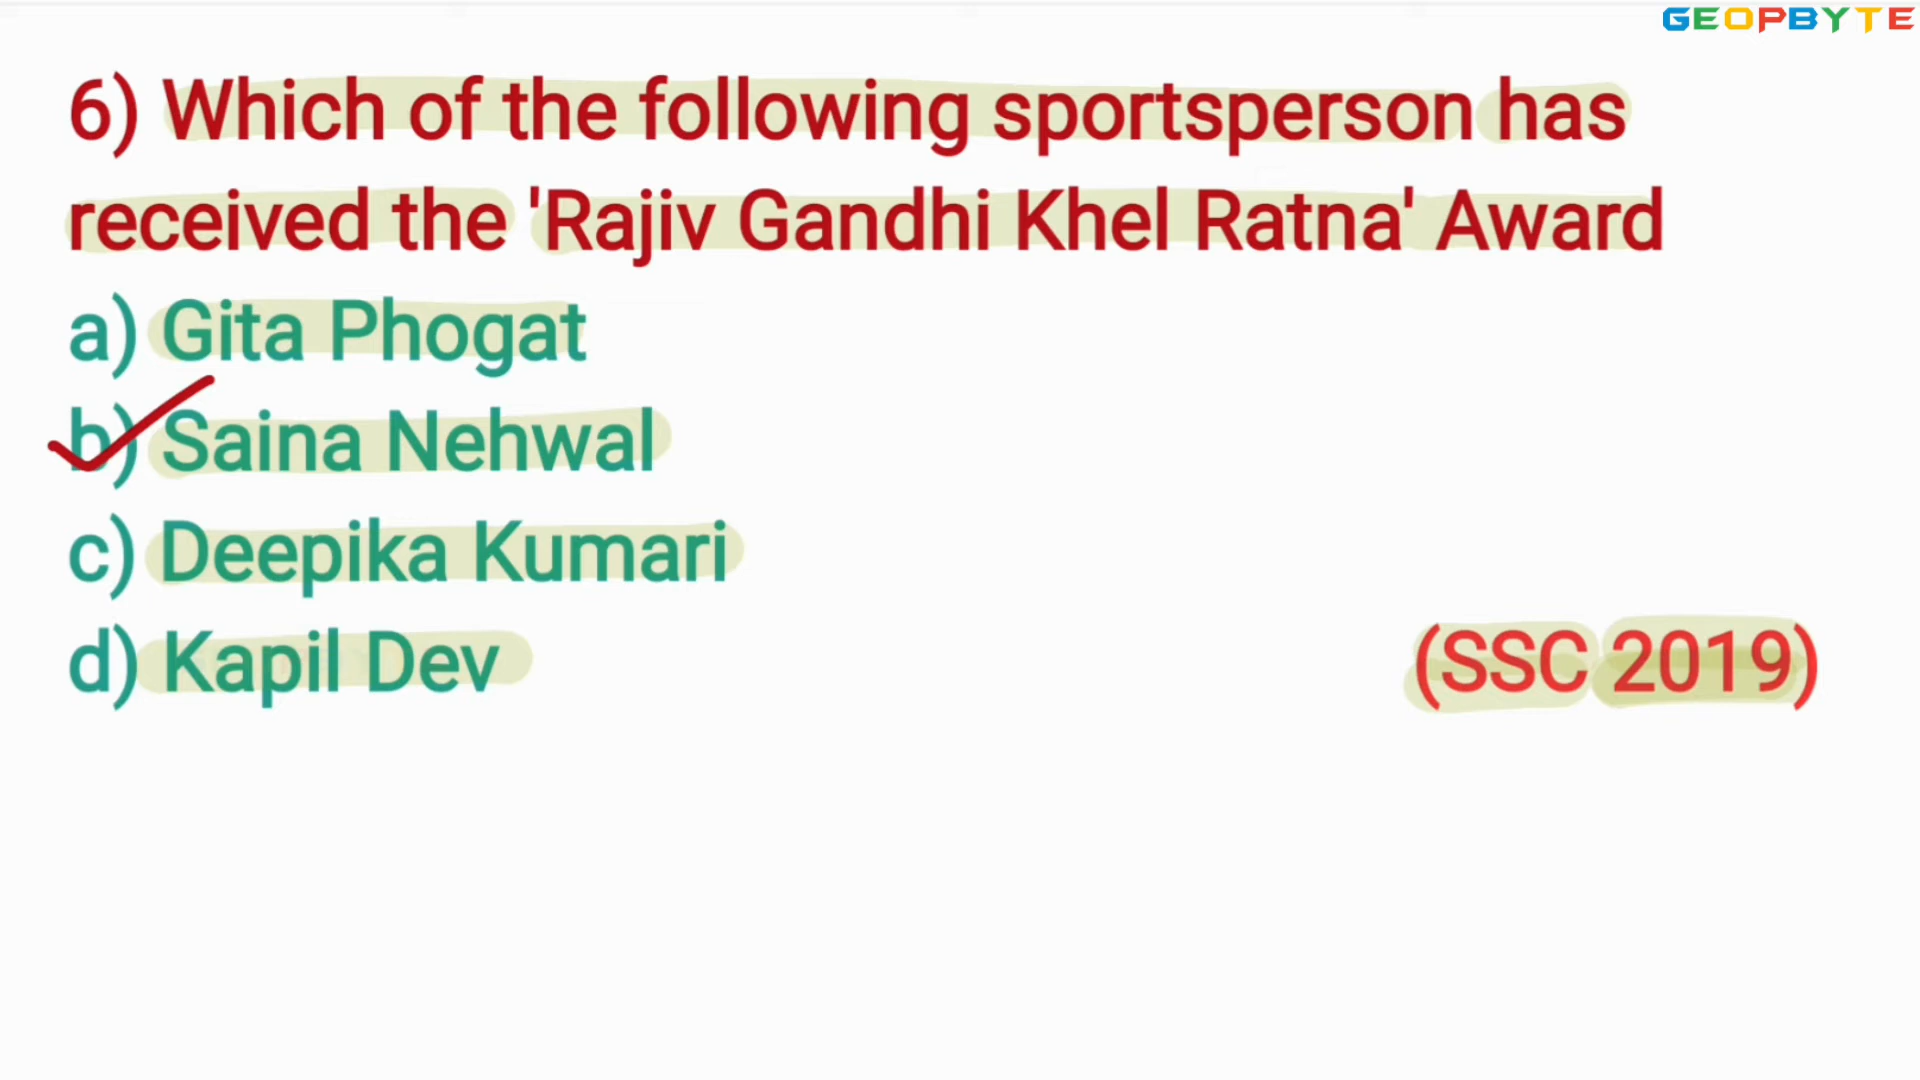 GEOPBYTE
6) Which of the following sportsperson has
received the 'Rajiv Gandhi Khel Ratna' Award
a) Gita Phogat
b) Saina Nehwal
c) Deepika Kumari
d) Kapil Dev
(SSC 2019)